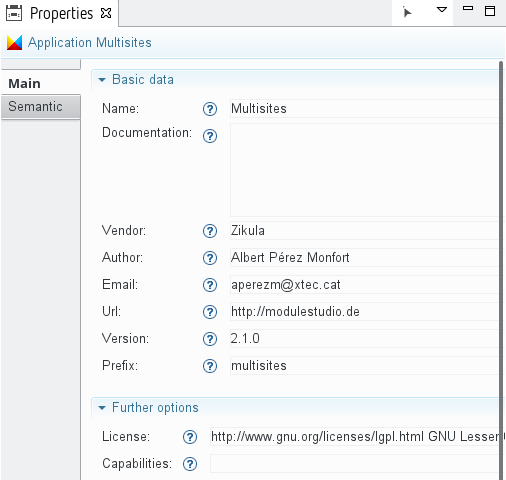 Properties
Application Multisites
Main
Semantic
Basic data
Name: ? Multisites
Documentation: ?
Vendor: ? Zikula
Author: ? Albert Pérez Monfort
Email: ? aperezm@xtec.cat
Url: ? http://modulestudio.de
Version: ? 2.1.0
Prefix: ? multisites
Further options
License: ? http://www.gnu.org/licenses/lgpl.html GNU Lesser
Capabilities: ?